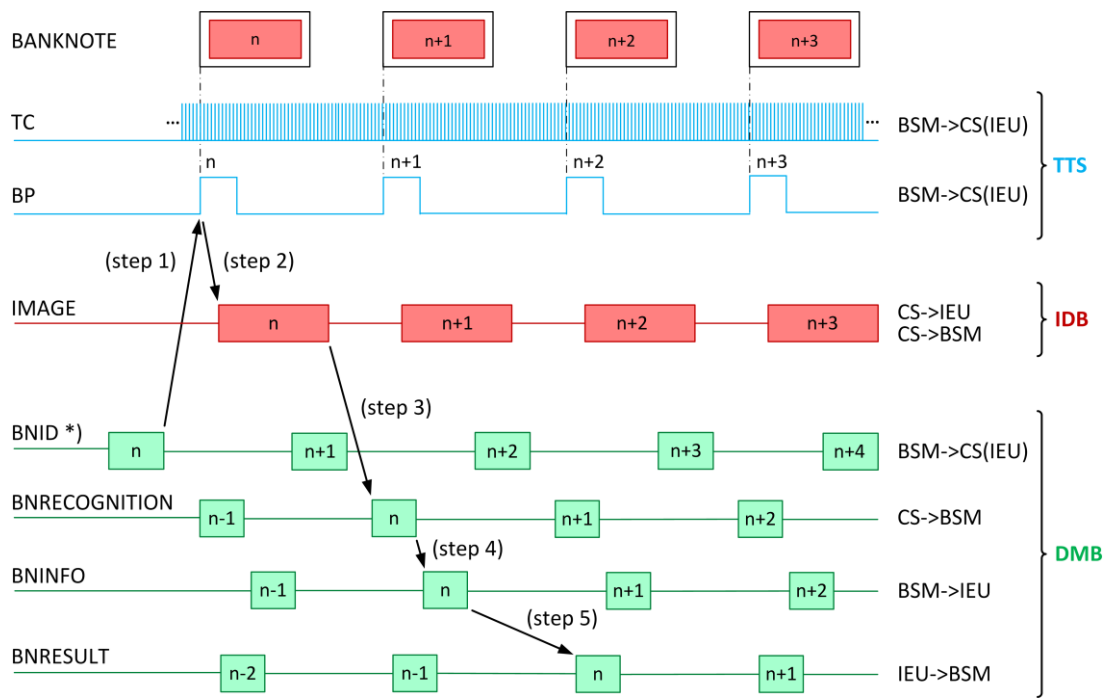 BANKNOTE n n+1 n+2 n+3
TC ... ... BSM->CS(IEU)
n n+1 n+2 n+3 TTS
BP BSM->CS(IEU)
(step 1) (step 2)
IMAGE n n+1 n+2 n+3 CS->IEU
CS->BSM IDB
(step 3)
BNID *) n n+1 n+2 n+3 n+4 BSM->CS(IEU)
BNRECOGNITION n-1 n n+1 n+2 CS->BSM
(step 4) DMB
BNINFO n-1 n n+1 n+2 BSM->IEU
(step 5)
BNRESULT n-2 n-1 n n+1 IEU->BSM